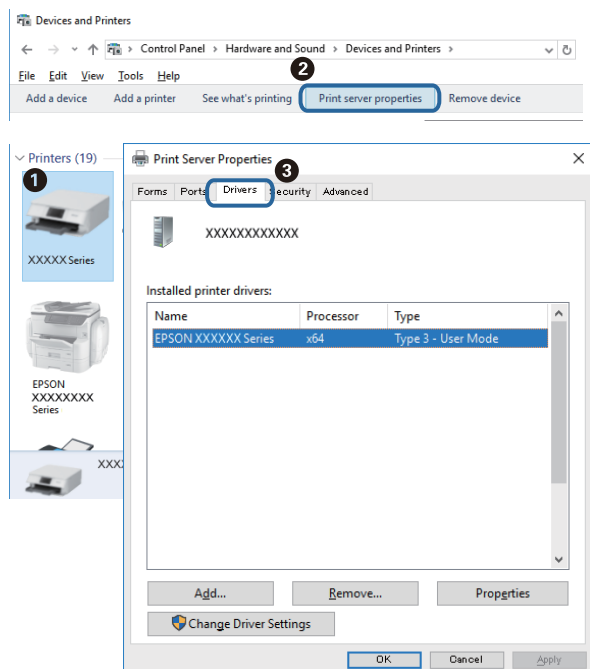 Devices and Printers
Control Panel > Hardware and Sound > Devices and Printers >
2
File Edit View Tools Help
Add a device Add a printer See what's printing Print server properties Remove device
Printers (19)
1
XXXXX Series
EPSON
XXXXXXXX
Series
XXX
Print Server Properties
3
Forms Ports Drivers Security Advanced
XXXXXXXXXXXX
Installed printer drivers:
Name Processor Type
EPSON XXXXXX Series x64 Type 3 - User Mode
Add... Remove... Properties
Change Driver Settings
OK Cancel Apply